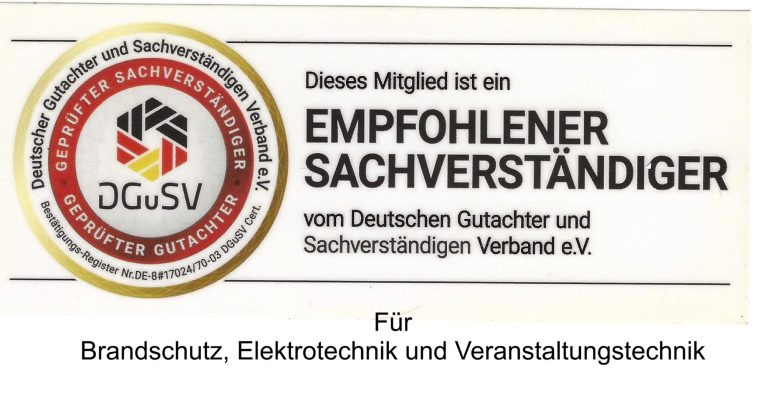 Deutscher Gutachter und Sachverständigen Verband e.V.
GEPRÜFTER SACHVERSTÄNDIGER
DGuSV
GEPRÜFTER GUTACHTER
Bestätigungs-Register Nr.DE-8#17024/70-03 DGuSV Cert.
Dieses Mitglied ist ein
EMPFOHLENER
SACHVERSTÄNDIGER
vom Deutschen Gutachter und
Sachverständigen Verband e.V.
Für
Brandschutz, Elektrotechnik und Veranstaltungstechnik